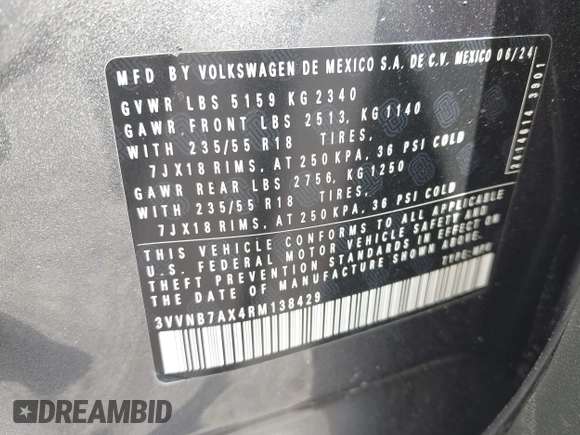 MFD BY VOLKSWAGEN DE MEXICO S.A. DE C.V. MEXICO 06/24
GVWR LBS 5159 KG 2340
GAWR FRONT LBS 2513, KG 1140
WITH 235/55 R18 TIRES,
7JX18 RIMS, AT 250 KPA, 36 PSI COLD
GAWR REAR LBS 2756, KG 1250
WITH 235/55 R18 TIRES,
7JX18 RIMS, AT 250 KPA, 36 PSI COLD
THIS VEHICLE CONFORMS TO ALL APPLICABLE
U.S. FEDERAL MOTOR VEHICLE SAFETY AND
THEFT PREVENTION STANDARDS IN EFFECT ON
THE DATE OF MANUFACTURE SHOWN ABOVE.
3VVNB7AX4RM138429
TYPE:
2414814 3901
DREAMBID